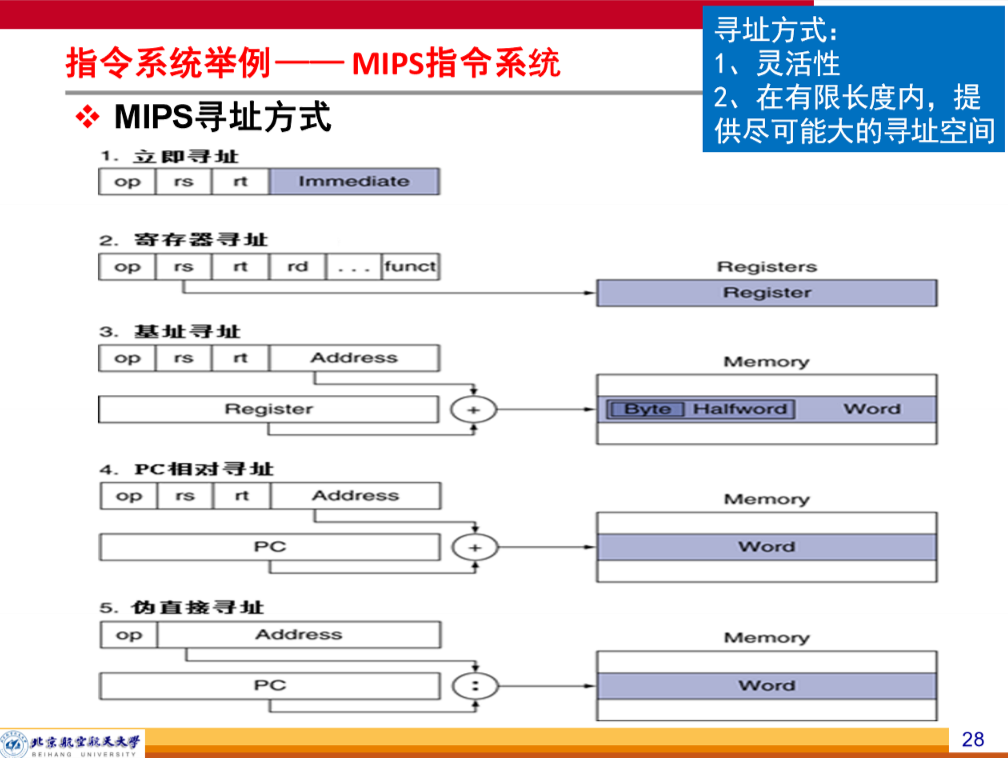 指令系统举例—— MIPS指令系统
寻址方式：
1、灵活性
2、在有限长度内，提
供尽可能大的寻址空间
❖ MIPS寻址方式
1. 立即寻址
op rs rt Immediate
2. 寄存器寻址
op rs rt rd ... funct
Registers
Register
3. 基址寻址
op rs rt Address
Memory
Register
+
Byte Halfword Word
4. PC相对寻址
op rs rt Address
Memory
PC
+
Word
5. 伪直接寻址
op Address
Memory
PC
:
Word
北京航空航天大学
BEIHANG UNIVERSITY
28